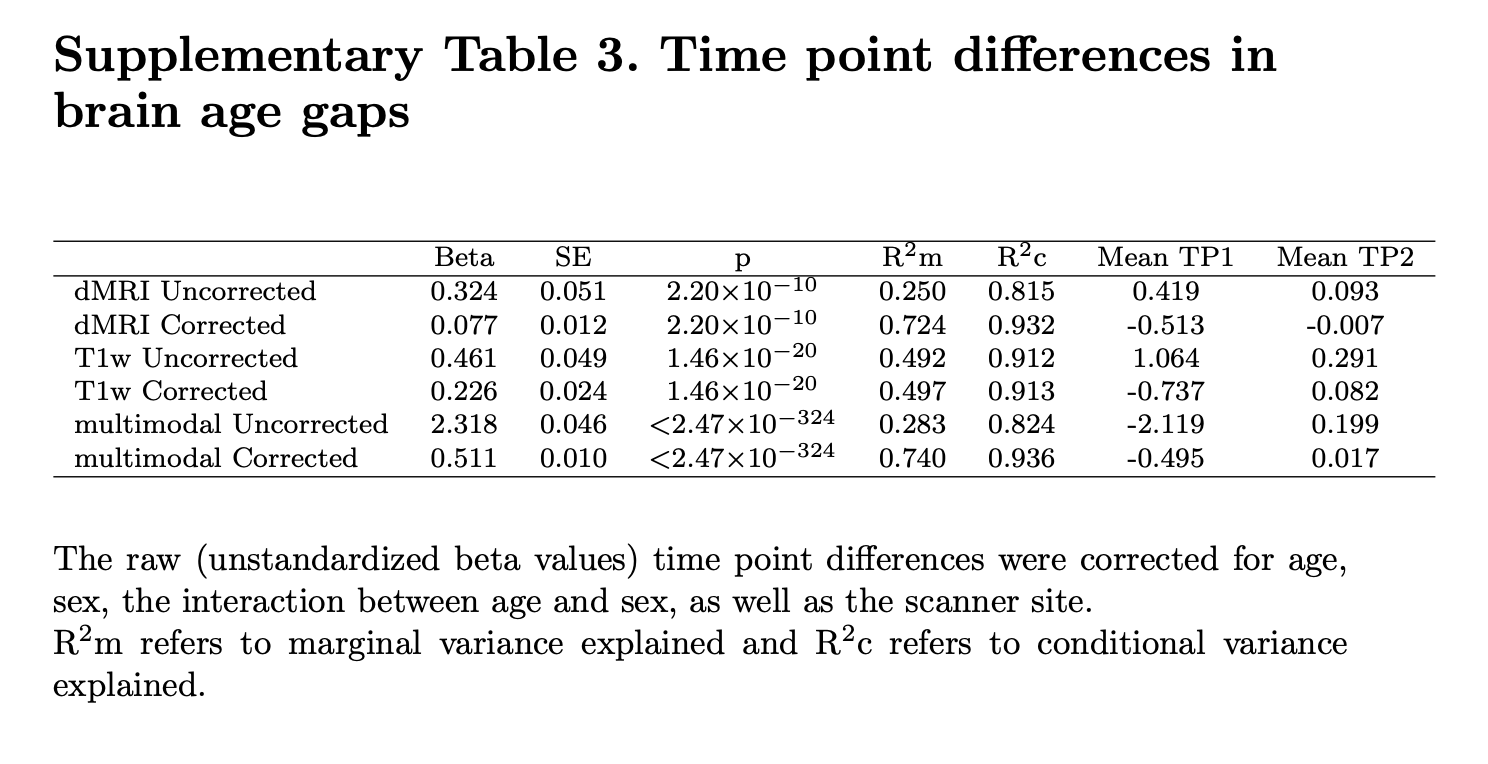 Supplementary Table 3. Time point differences in
brain age gaps
Beta SE p R²m R²c Mean TP1 Mean TP2
dMRI Uncorrected 0.324 0.051 2.20×10⁻¹⁰ 0.250 0.815 0.419 0.093
dMRI Corrected 0.077 0.012 2.20×10⁻¹⁰ 0.724 0.932 -0.513 -0.007
T1w Uncorrected 0.461 0.049 1.46×10⁻²⁰ 0.492 0.912 1.064 0.291
T1w Corrected 0.226 0.024 1.46×10⁻²⁰ 0.497 0.913 -0.737 0.082
multimodal Uncorrected 2.318 0.046 <2.47×10⁻³²⁴ 0.283 0.824 -2.119 0.199
multimodal Corrected 0.511 0.010 <2.47×10⁻³²⁴ 0.740 0.936 -0.495 0.017
The raw (unstandardized beta values) time point differences were corrected for age,
sex, the interaction between age and sex, as well as the scanner site.
R²m refers to marginal variance explained and R²c refers to conditional variance
explained.